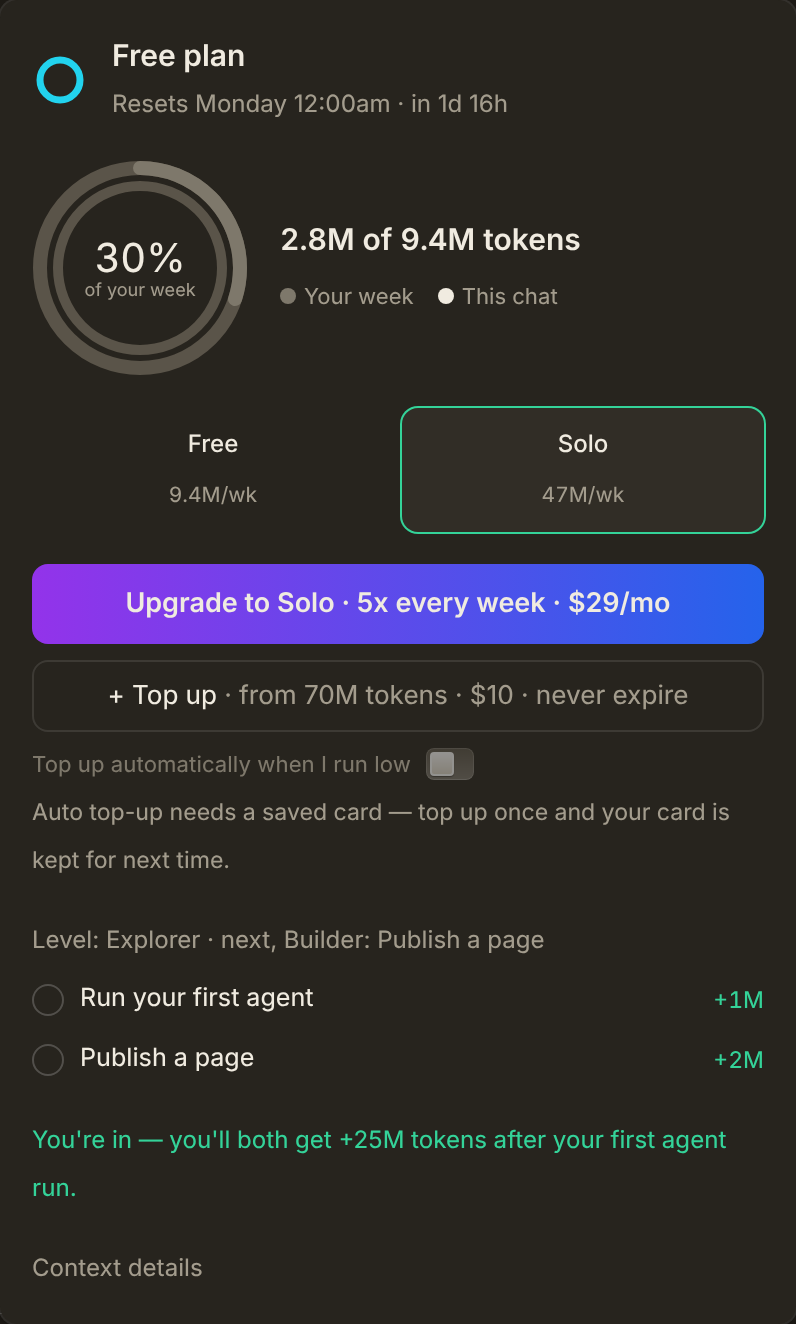 Free plan
Resets Monday 12:00am · in 1d 16h
30%
of your week
2.8M of 9.4M tokens
Your week This chat
Free
9.4M/wk
Solo
47M/wk
Upgrade to Solo · 5x every week · $29/mo
+ Top up · from 70M tokens · $10 · never expire
Top up automatically when I run low
Auto top-up needs a saved card — top up once and your card is
kept for next time.
Level: Explorer · next, Builder: Publish a page
Run your first agent +1M
Publish a page +2M
You're in — you'll both get +25M tokens after your first agent
run.
Context details